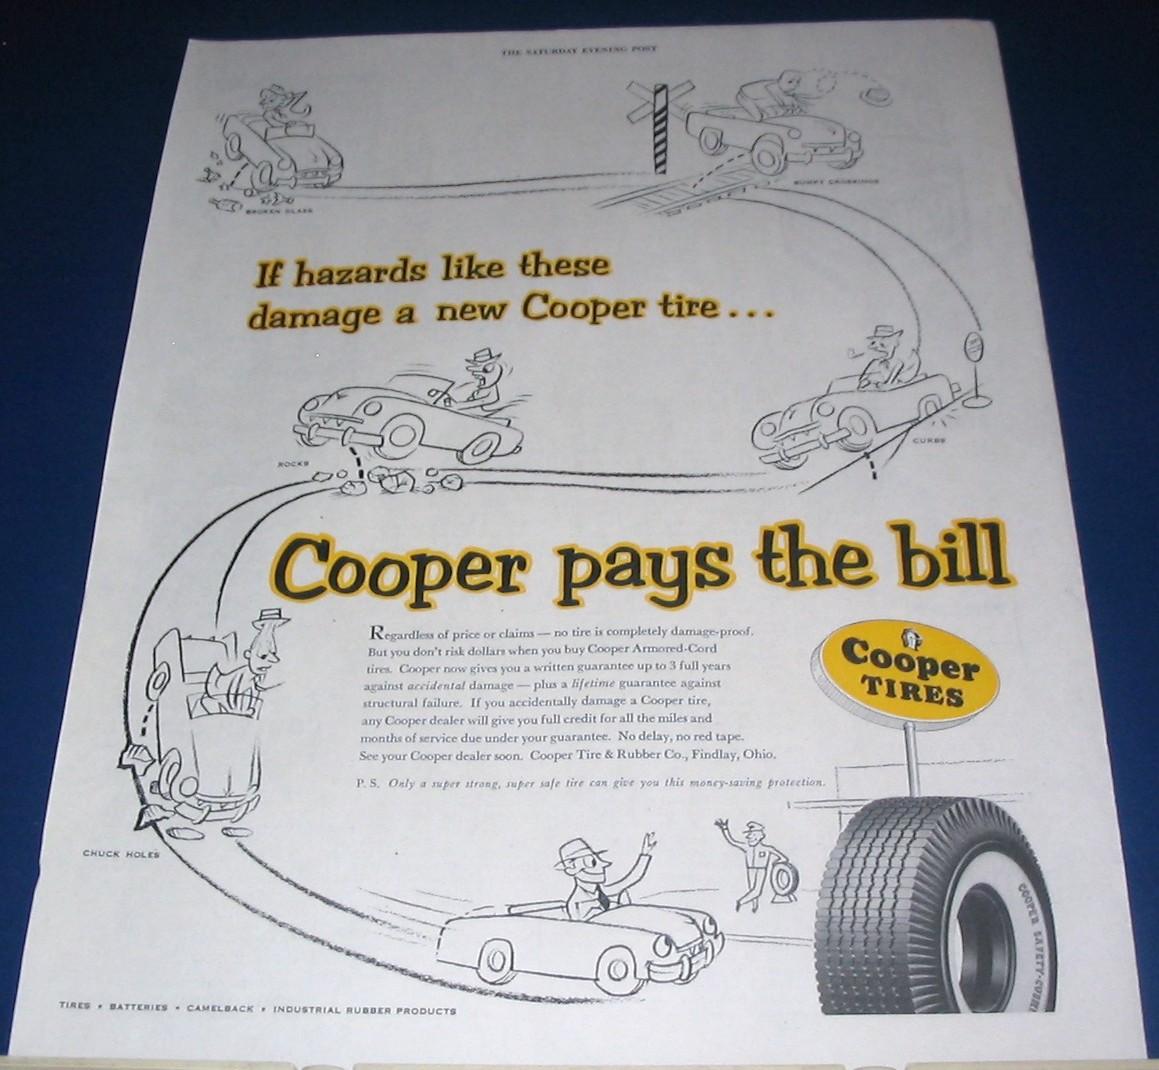 THE SATURDAY EVENING POST
BROKEN GLASS
BUMPY CROSSINGS
If hazards like these
damage a new Cooper tire...
ROCKS
CURBS
Cooper pays the bill
Regardless of price or claims — no tire is completely damage-proof.
But you don't risk dollars when you buy Cooper Armored-Cord
tires. Cooper now gives you a written guarantee up to 3 full years
against accidental damage — plus a lifetime guarantee against
structural failure. If you accidentally damage a Cooper tire,
any Cooper dealer will give you full credit for all the miles and
months of service due under your guarantee. No delay, no red tape.
See your Cooper dealer soon. Cooper Tire & Rubber Co., Findlay, Ohio.
P. S. Only a super strong, super safe tire can give you this money-saving protection.
Cooper
TIRES
CHUCK HOLES
COOPER SAFETY-CUSHI
TIRES • BATTERIES • CAMELBACK • INDUSTRIAL RUBBER PRODUCTS